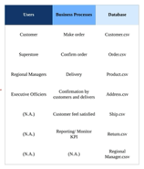 Users Business Processes Database
Customer Make order Customer.csv
Superstore Confirm order Order.csv
Regional Managers Delivery Product.csv
Executive Officers Confirmation by customers and delivers Address.csv
(N.A.) Customer feel satisfied Ship.csv
(N.A.) Reporting/ Monitor KPI Return.csv
(N.A.) (N.A.) Regional